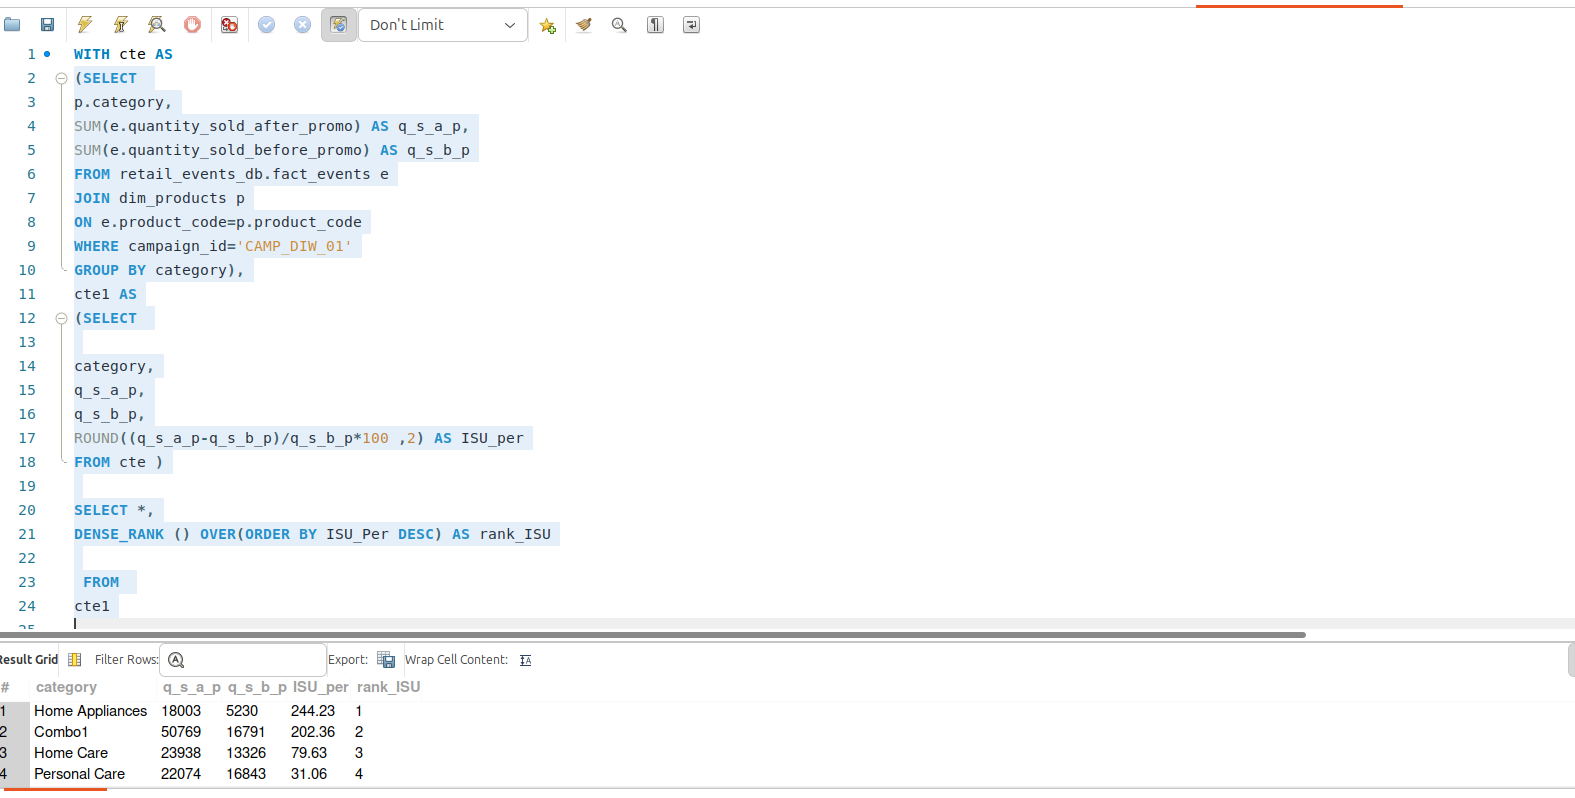 Don't Limit
1 WITH cte AS
2 (SELECT
3 p.category,
4 SUM(e.quantity_sold_after_promo) AS q_s_a_p,
5 SUM(e.quantity_sold_before_promo) AS q_s_b_p
6 FROM retail_events_db.fact_events e
7 JOIN dim_products p
8 ON e.product_code=p.product_code
9 WHERE campaign_id='CAMP_DIW_01'
10 GROUP BY category),
11 cte1 AS
12 (SELECT
13
14 category,
15 q_s_a_p,
16 q_s_b_p,
17 ROUND((q_s_a_p-q_s_b_p)/q_s_b_p*100 ,2) AS ISU_per
18 FROM cte )
19
20 SELECT *,
21 DENSE_RANK () OVER(ORDER BY ISU_Per DESC) AS rank_ISU
22
23 FROM
24 cte1
25
Result Grid Filter Rows: Export: Wrap Cell Content: IA
# category q_s_a_p q_s_b_p ISU_per rank_ISU
1 Home Appliances 18003 5230 244.23 1
2 Combo1 50769 16791 202.36 2
3 Home Care 23938 13326 79.63 3
4 Personal Care 22074 16843 31.06 4